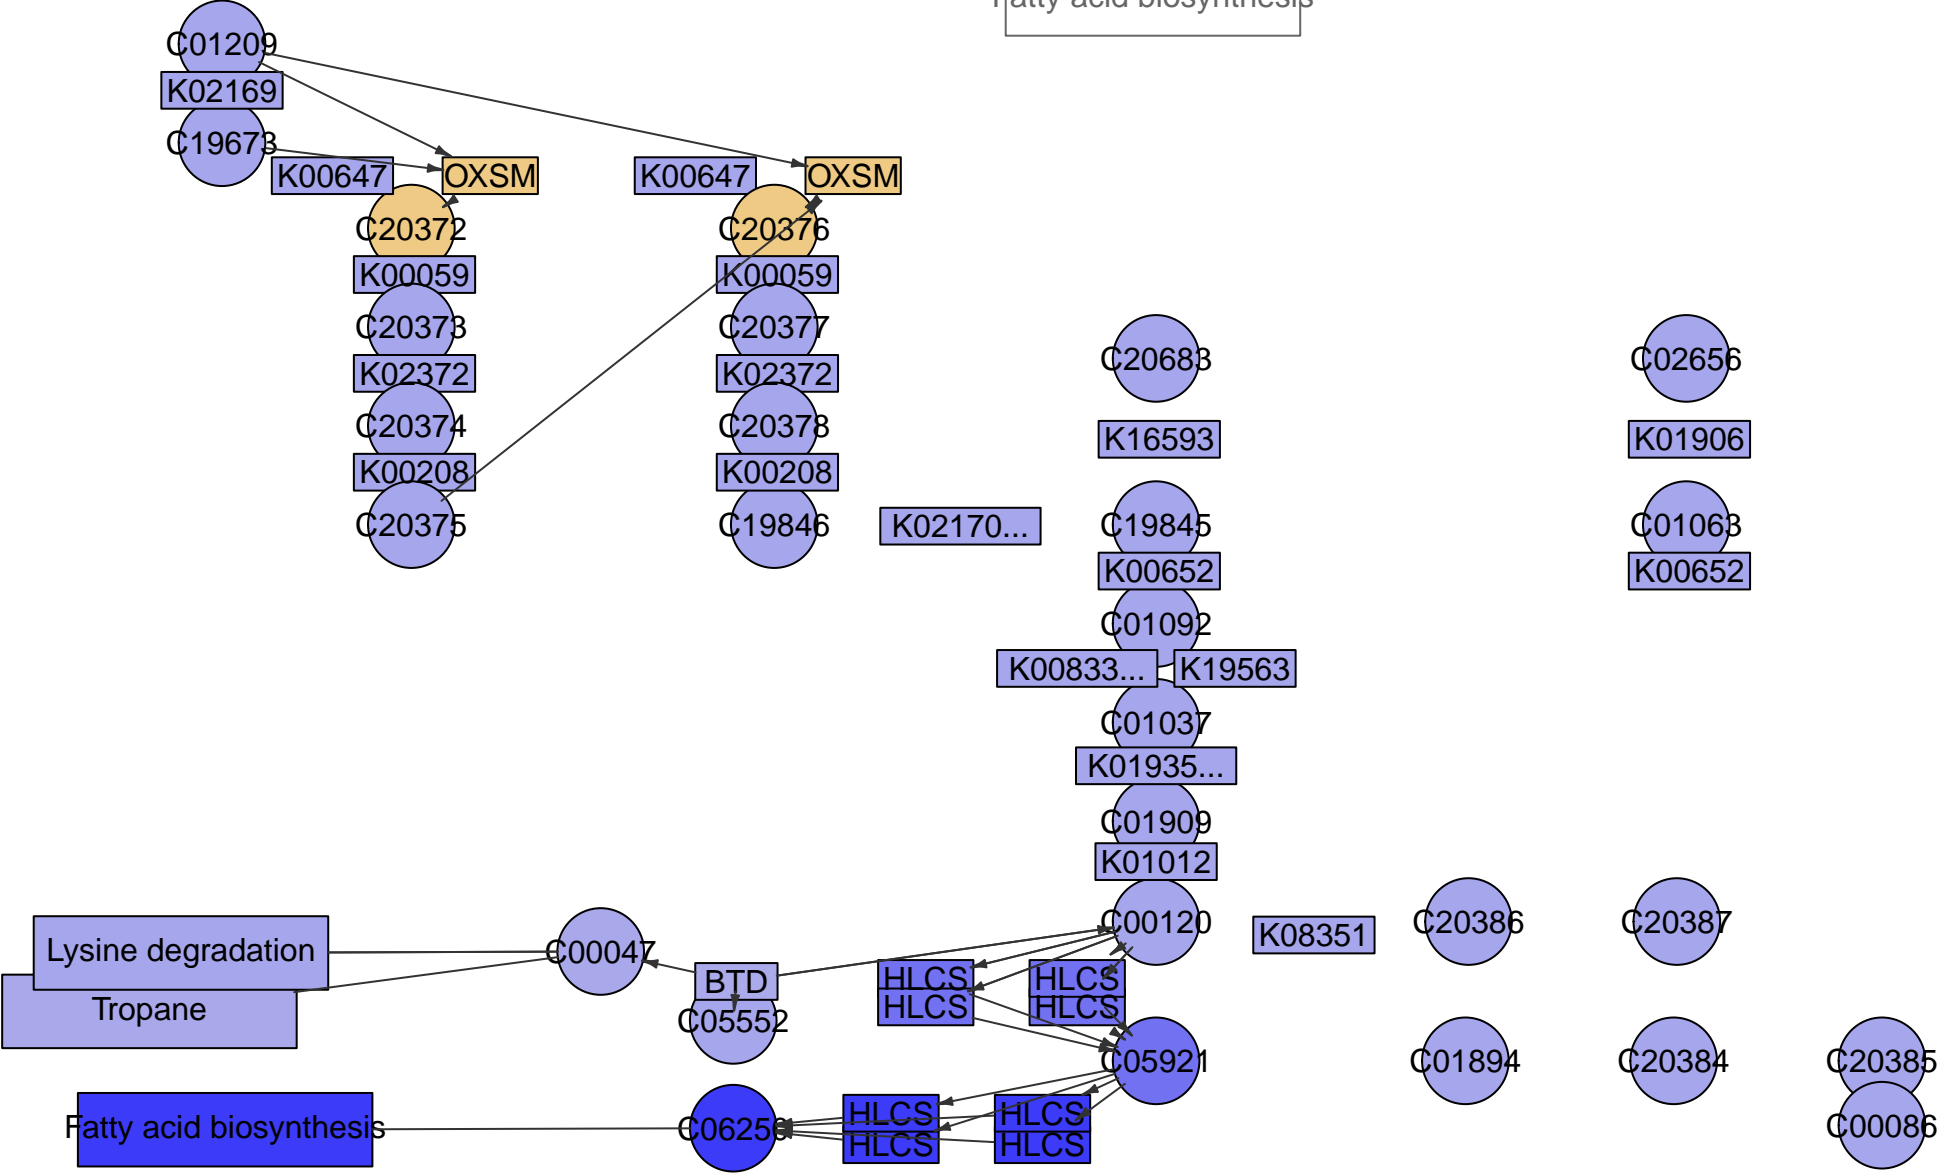 Fatty acid biosynthesis
C01209
K02169
C19673
K00647
OXSM
K00647
OXSM
C20372
C20376
K00059
K00059
C20373
C20377
C20683
C02656
K02372
K02372
C20374
C20378
K16593
K01906
K00208
K00208
C20375
C19846
K02170...
C19845
C01063
K00652
K00652
C01092
K00833...
K19563
C01037
K01935...
C01909
K01012
C00120
K08351
C20386
C20387
Lysine degradation
C00047
BTD
HLCS
HLCS
Tropane
C05552
HLCS
HLCS
C05921
C01894
C20384
C20385
Fatty acid biosynthesis
C06250
HLCS
HLCS
C00086
HLCS
HLCS